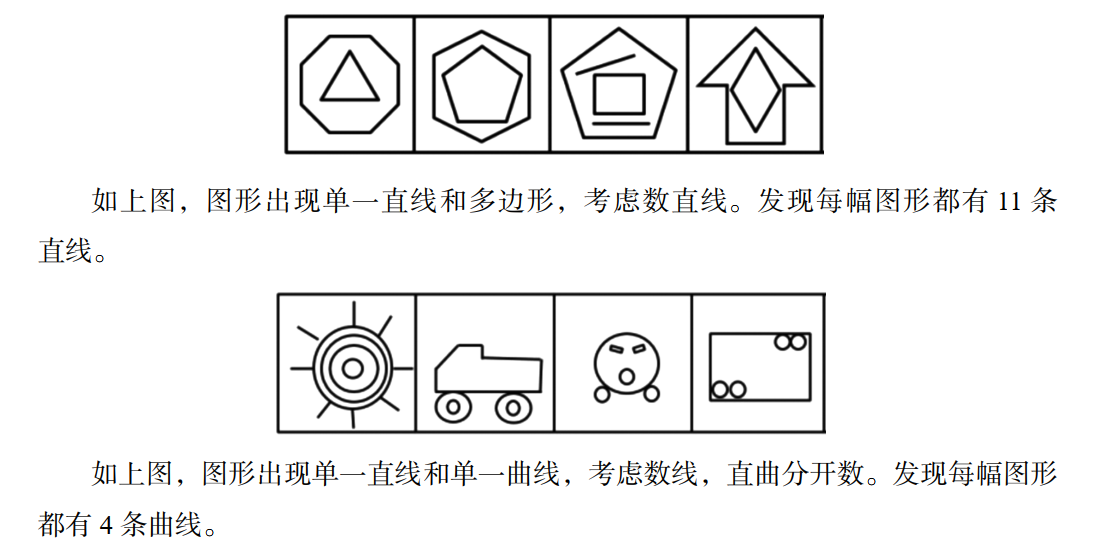 如上图，图形出现单一直线和多边形，考虑数直线。发现每幅图形都有 11 条
直线。
如上图，图形出现单一直线和单一曲线，考虑数线，直曲分开数。发现每幅图形
都有 4 条曲线。